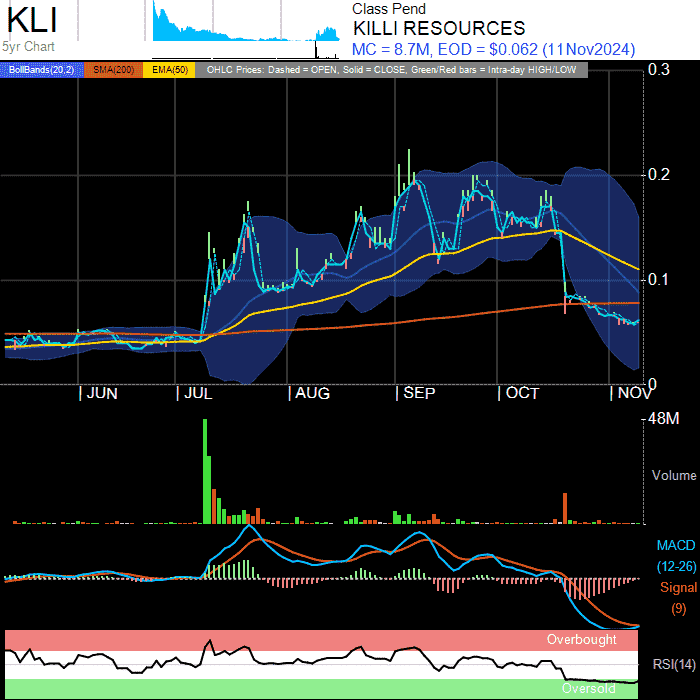 KLI
5yr Chart
Class Pend
KILLI RESOURCES
MC = 8.7M, EOD = $0.062 (11Nov2024)
BollBands(20,2) SMA(200) EMA(50) OHLC Prices: Dashed = OPEN, Solid = CLOSE, Green/Red bars = Intra-day HIGH/LOW
0.3
0.2
0.1
0
JUN JUL AUG SEP OCT NOV
48M
Volume
MACD
(12-26)
Signal
(9)
Overbought
RSI(14)
Oversold